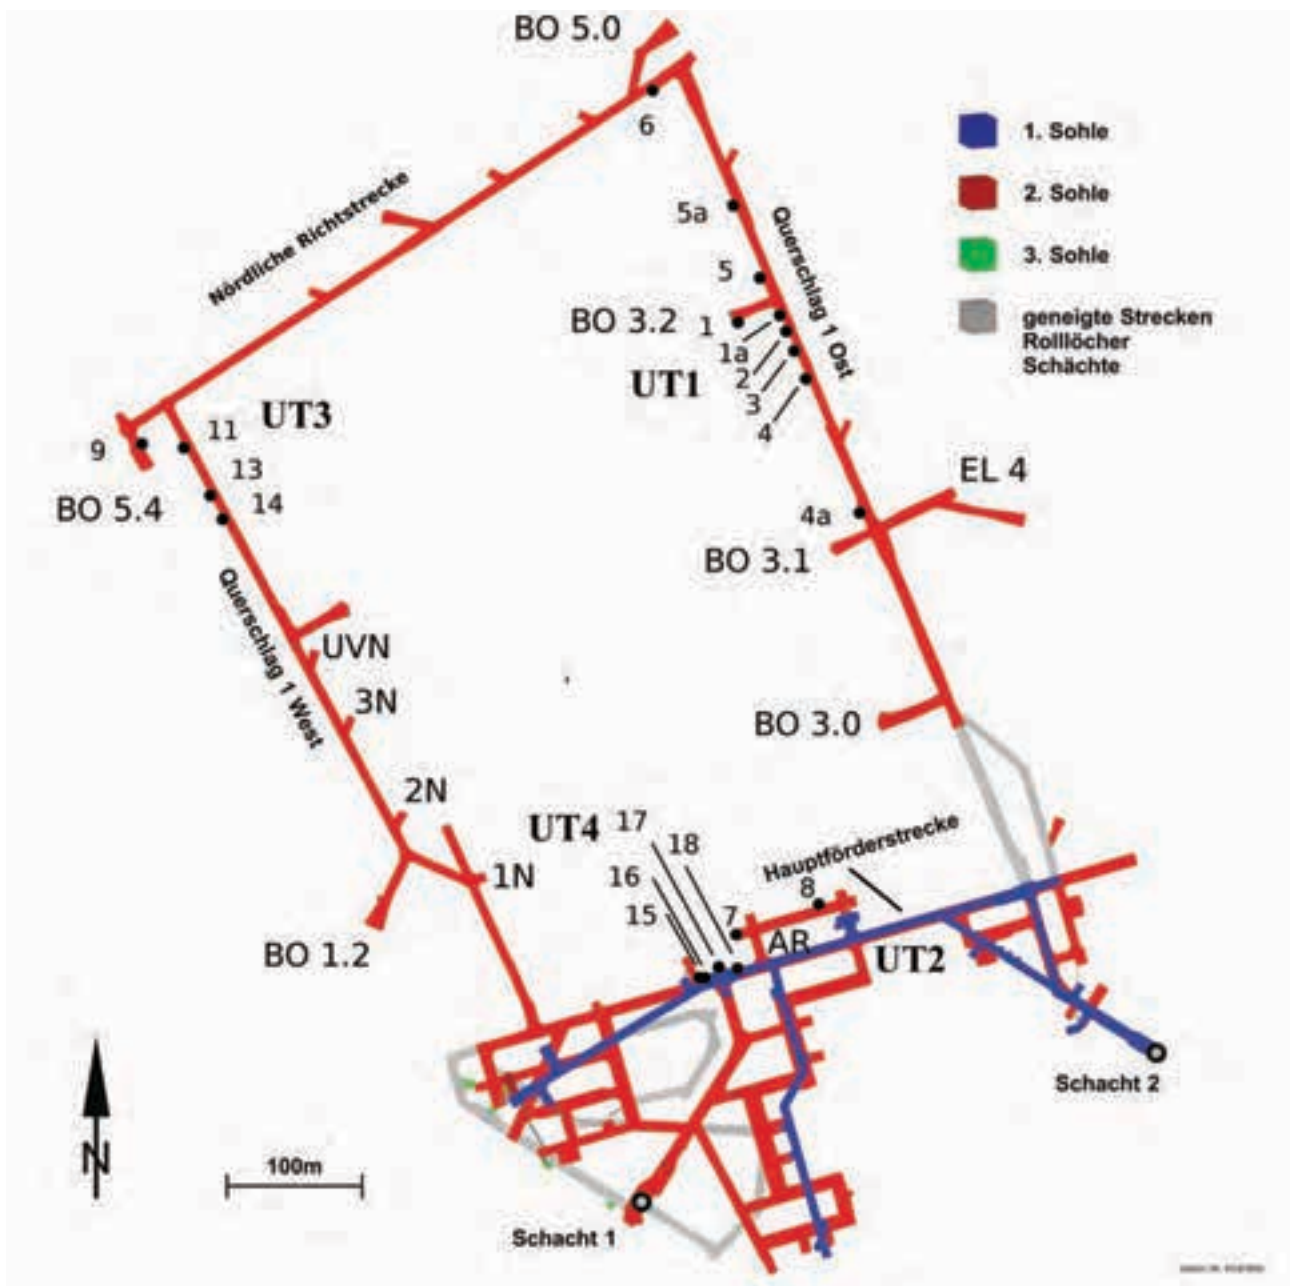 BO 5.0
6
1. Sohle
2. Sohle
3. Sohle
geneigte Strecken
Rolllöcher
Schächte
Nördliche Richtstrecke
5a
Querschlag 1 Ost
5
BO 3.2
1
1a
2
UT1
3
4
UT3
11
9
13
BO 5.4
14
EL 4
4a
BO 3.1
Querschlag 1 West
UVN
3N
BO 3.0
2N
UT4
17
18
Hauptförderstrecke
1N
16
8
15
7
BO 1.2
AR
UT2
N
100m
Schacht 2
Schacht 1